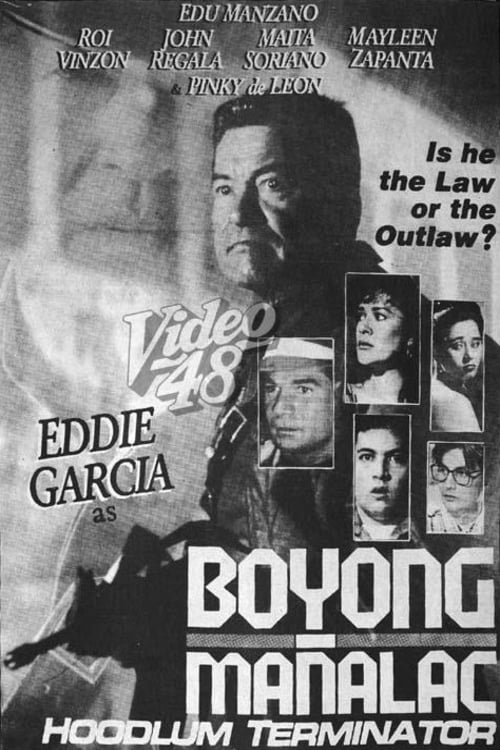 EDU MANZANO
ROI VINZON
JOHN REGALA
MAITA SORIANO
MAYLEEN ZAPANTA
& PINKY de LEON
Is he
the Law
or the
Outlaw?
Video
48
EDDIE
GARCIA
as
BOYONG
MAÑALAC
HOODLUM TERMINATOR